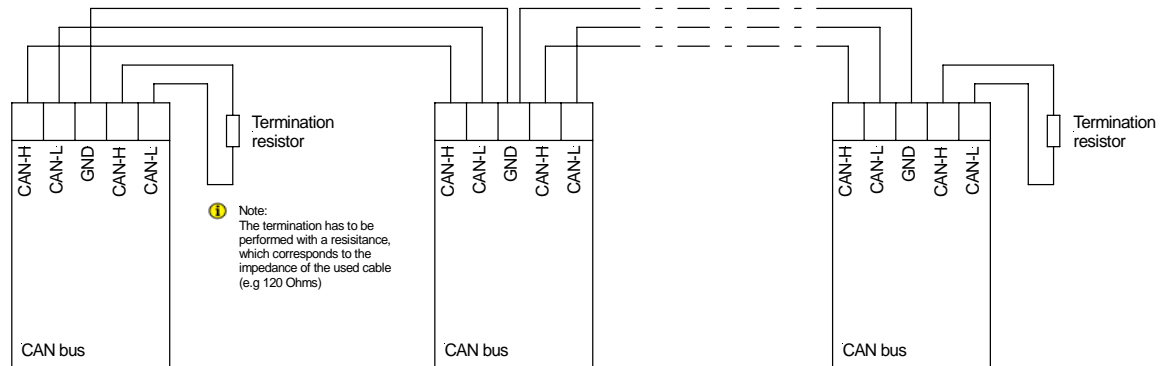 Termination
resistor
Termination
resistor
CAN-H
CAN-L
GND
CAN-H
CAN-L
CAN-H
CAN-L
GND
CAN-H
CAN-L
CAN-H
CAN-L
GND
CAN-H
CAN-L
i
Note:
The termination has to be
performed with a resisitance,
which corresponds to the
impedance of the used cable
(e.g 120 Ohms)
CAN bus
CAN bus
CAN bus